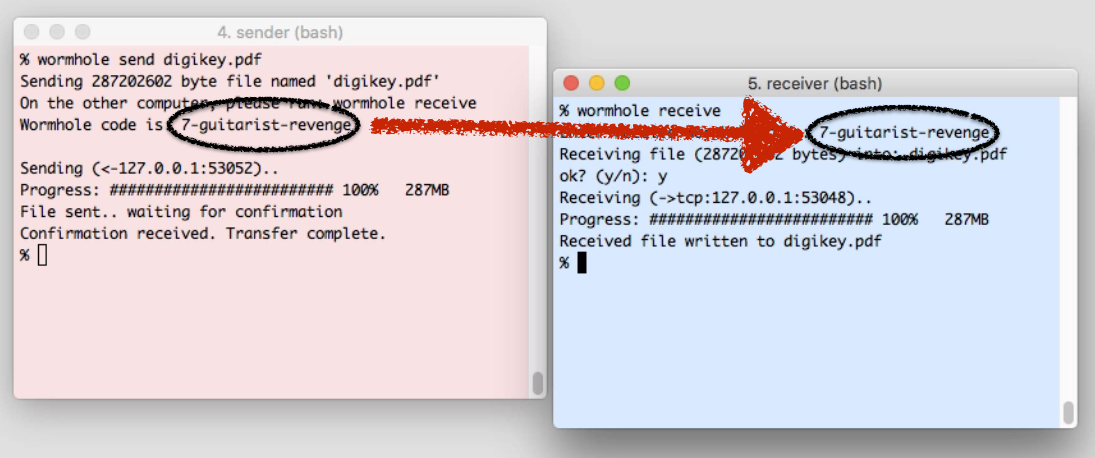 4. sender (bash)
% wormhole send digikey.pdf
Sending 287202602 byte file named 'digikey.pdf'
On the other computer, please run: wormhole receive
Wormhole code is: 7-guitarist-revenge
Sending (<-127.0.0.1:53052)..
Progress: ######################### 100% 287MB
File sent.. waiting for confirmation
Confirmation received. Transfer complete.
%
5. receiver (bash)
% wormhole receive
7-guitarist-revenge
Receiving file (287202602 bytes) into: digikey.pdf
ok? (y/n): y
Receiving (->tcp:127.0.0.1:53048)..
Progress: ######################### 100% 287MB
Received file written to digikey.pdf
%